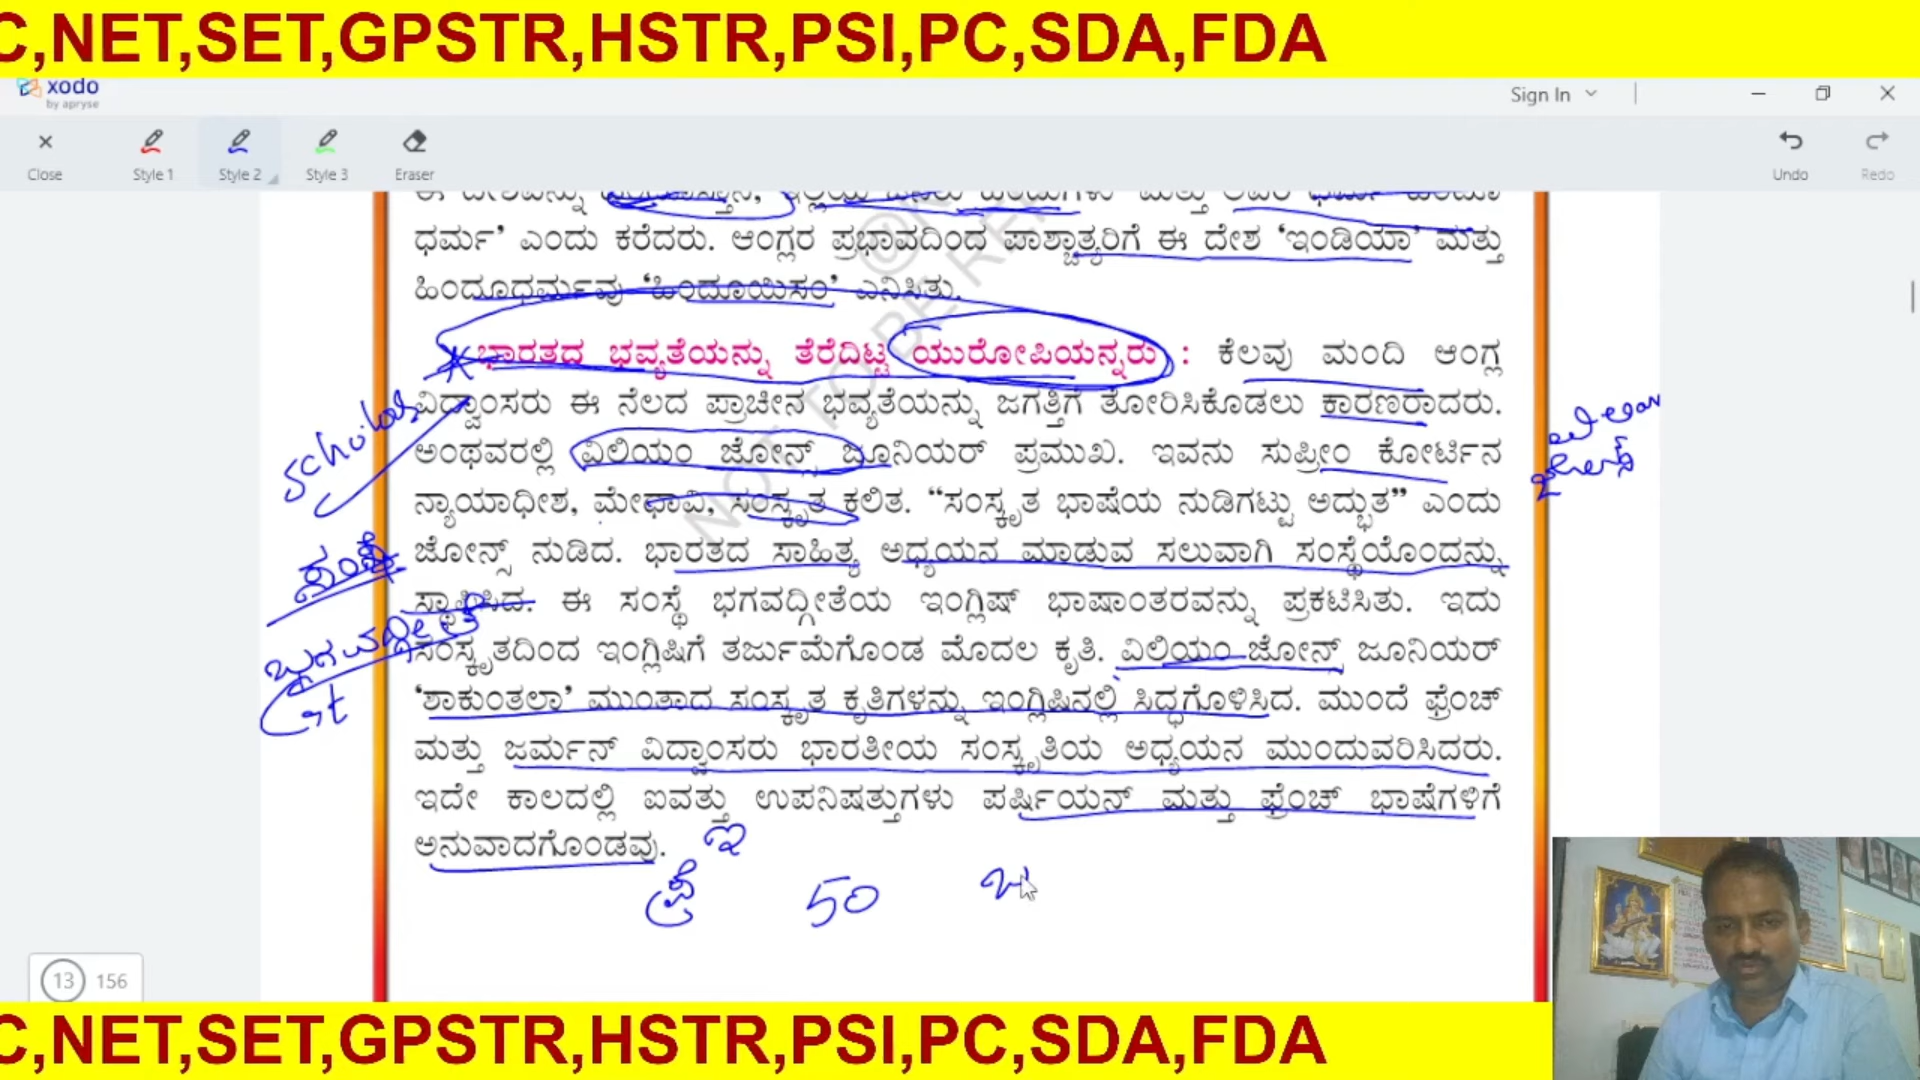 C,NET,SET,GPSTR,HSTR,PSI,PC,SDA,FDA
xodo
by apryse
Sign In
Close Style 1 Style 2 Style 3 Eraser Undo Redo
ಧರ್ಮ’ ಎಂದು ಕರೆದರು. ಆಂಗ್ಲರ ಪ್ರಭಾವದಿಂದ ಪಾಶ್ಚಾತ್ಯರಿಗೆ ಈ ದೇಶ ‘ಇಂಡಿಯಾ’ ಮತ್ತು
ಹಿಂದೂಧರ್ಮವು ‘ಹಿಂದೂಯಿಸಂ’ ಎನಿಸಿತು.
ಭಾರತದ ಭವ್ಯತೆಯನ್ನು ತೆರೆದಿಟ್ಟ ಯುರೋಪಿಯನ್ನರು : ಕೆಲವು ಮಂದಿ ಆಂಗ್ಲ
ವಿದ್ವಾಂಸರು ಈ ನೆಲದ ಪ್ರಾಚೀನ ಭವ್ಯತೆಯನ್ನು ಜಗತ್ತಿಗೆ ತೋರಿಸಿಕೊಡಲು ಕಾರಣರಾದರು.
ಅಂಥವರಲ್ಲಿ ವಿಲಿಯಂ ಜೋನ್ಸ್ ಜೂನಿಯರ್ ಪ್ರಮುಖ. ಇವನು ಸುಪ್ರೀಂ ಕೋರ್ಟಿನ
ನ್ಯಾಯಾಧೀಶ, ಮೇಧಾವಿ, ಸಂಸ್ಕೃತ ಕಲಿತ. “ಸಂಸ್ಕೃತ ಭಾಷೆಯ ನುಡಿಗಟ್ಟು ಅದ್ಭುತ” ಎಂದು
ಜೋನ್ಸ್ ನುಡಿದ. ಭಾರತದ ಸಾಹಿತ್ಯ ಅಧ್ಯಯನ ಮಾಡುವ ಸಲುವಾಗಿ ಸಂಸ್ಥೆಯೊಂದನ್ನು
ಸ್ಥಾಪಿಸಿದ. ಈ ಸಂಸ್ಥೆ ಭಗವದ್ಗೀತೆಯ ಇಂಗ್ಲಿಷ್ ಭಾಷಾಂತರವನ್ನು ಪ್ರಕಟಿಸಿತು. ಇದು
ಸಂಸ್ಕೃತದಿಂದ ಇಂಗ್ಲಿಷಿಗೆ ತರ್ಜುಮೆಗೊಂಡ ಮೊದಲ ಕೃತಿ. ವಿಲಿಯಂ ಜೋನ್ಸ್ ಜೂನಿಯರ್
‘ಶಾಕುಂತಲಾ’ ಮುಂತಾದ ಸಂಸ್ಕೃತ ಕೃತಿಗಳನ್ನು ಇಂಗ್ಲಿಷಿನಲ್ಲಿ ಸಿದ್ಧಗೊಳಿಸಿದ. ಮುಂದೆ ಫ್ರೆಂಚ್
ಮತ್ತು ಜರ್ಮನ್ ವಿದ್ವಾಂಸರು ಭಾರತೀಯ ಸಂಸ್ಕೃತಿಯ ಅಧ್ಯಯನ ಮುಂದುವರಿಸಿದರು.
ಇದೇ ಕಾಲದಲ್ಲಿ ಐವತ್ತು ಉಪನಿಷತ್ತುಗಳು ಪರ್ಷಿಯನ್ ಮತ್ತು ಫ್ರೆಂಚ್ ಭಾಷೆಗಳಿಗೆ
ಅನುವಾದಗೊಂಡವು.
50
13 156
C,NET,SET,GPSTR,HSTR,PSI,PC,SDA,FDA